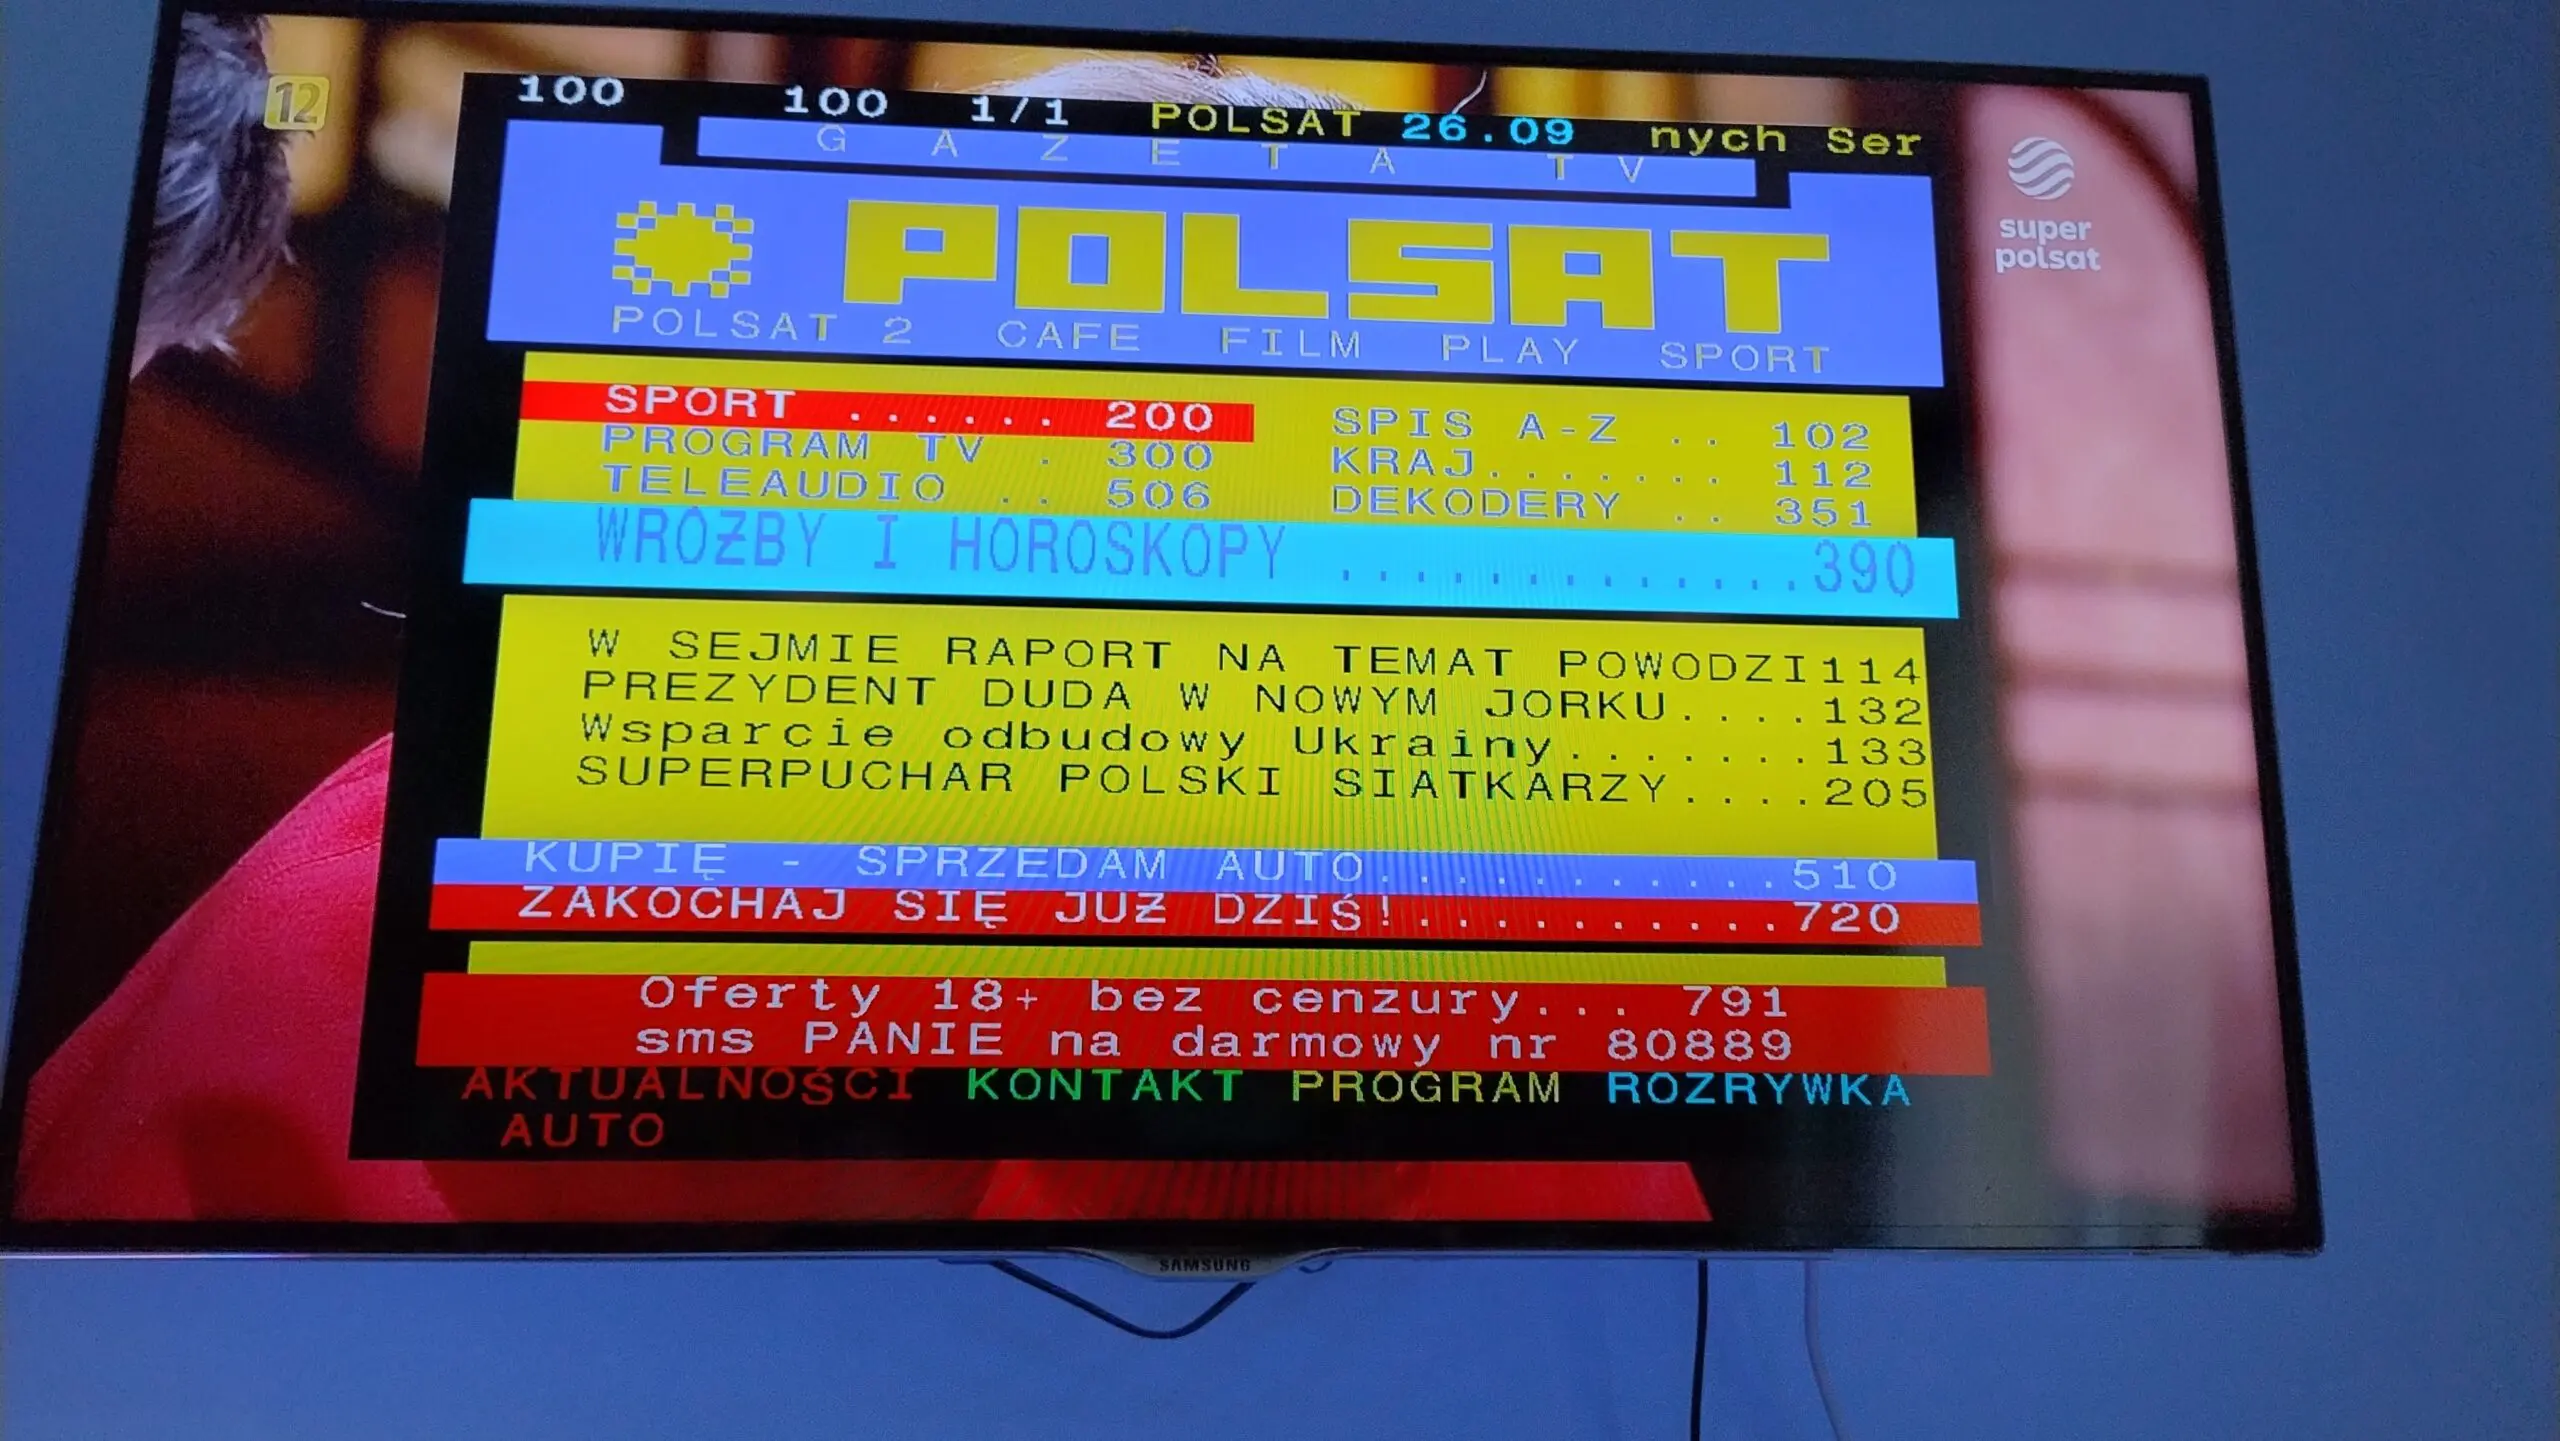 12
100 100 1/1 POLSAT 26.09 nych Ser
GAZETA TV
super
polsat
POLSAT
POLSAT 2 CAFE FILM PLAY SPORT
SPORT ...... 200 SPIS A-Z .. 102
PROGRAM TV . 300 KRAJ....... 112
TELEAUDIO .. 506 DEKODERY .. 351
WRÓŻBY I HOROSKOPY .............390
W SEJMIE RAPORT NA TEMAT POWODZI114
PREZYDENT DUDA W NOWYM JORKU....132
Wsparcie odbudowy Ukrainy.......133
SUPERPUCHAR POLSKI SIATKARZY....205
KUPIĘ - SPRZEDAM AUTO...........510
ZAKOCHAJ SIĘ JUŻ DZIŚ!..........720
Oferty 18+ bez cenzury... 791
sms PANIE na darmowy nr 80889
AKTUALNOŚCI KONTAKT PROGRAM ROZRYWKA
AUTO
SAMSUNG